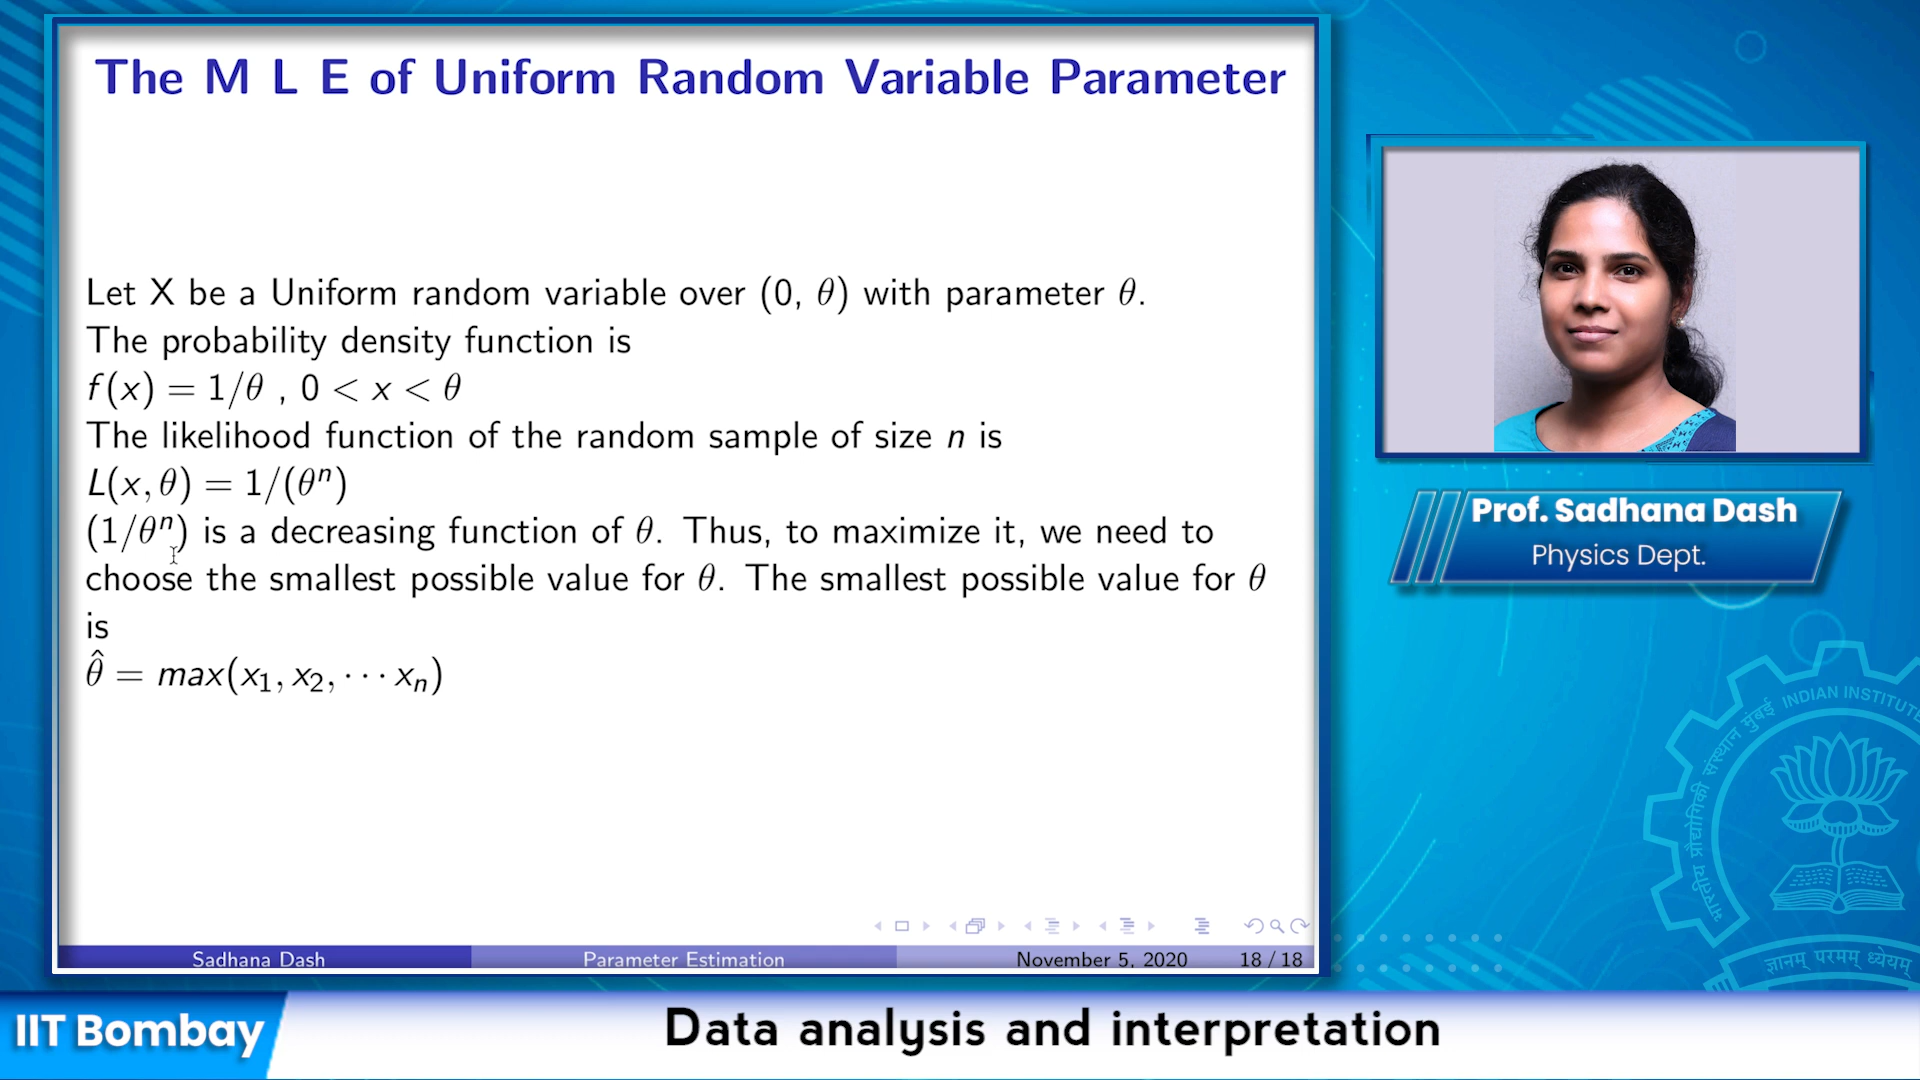 The M L E of Uniform Random Variable Parameter
Let X be a Uniform random variable over (0, θ) with parameter θ.
The probability density function is
f(x) = 1/θ , 0 < x < θ
The likelihood function of the random sample of size n is
L(x, θ) = 1/(θⁿ)
(1/θⁿ) is a decreasing function of θ. Thus, to maximize it, we need to
choose the smallest possible value for θ. The smallest possible value for θ
is
θ̂ = max(x₁, x₂, ⋯ xₙ)
Sadhana Dash
Parameter Estimation
November 5, 2020
18 / 18
Prof. Sadhana Dash
Physics Dept.
भारतीय प्रौद्योगिकी संस्थान मुंबई
INDIAN INSTITUTE
ज्ञानम् परमम् ध्येयम्
IIT Bombay
Data analysis and interpretation